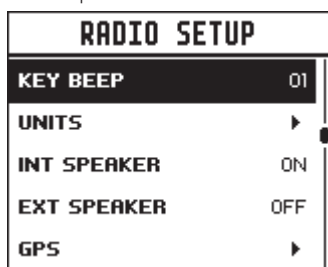 RADIO SETUP
KEY BEEP 01
UNITS ▶
INT SPEAKER ON
EXT SPEAKER OFF
GPS ▶